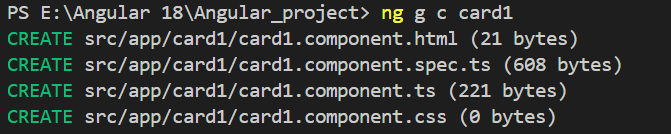 PS E:\Angular 18\Angular_project> ng g c card1
CREATE src/app/card1/card1.component.html (21 bytes)
CREATE src/app/card1/card1.component.spec.ts (608 bytes)
CREATE src/app/card1/card1.component.ts (221 bytes)
CREATE src/app/card1/card1.component.css (0 bytes)